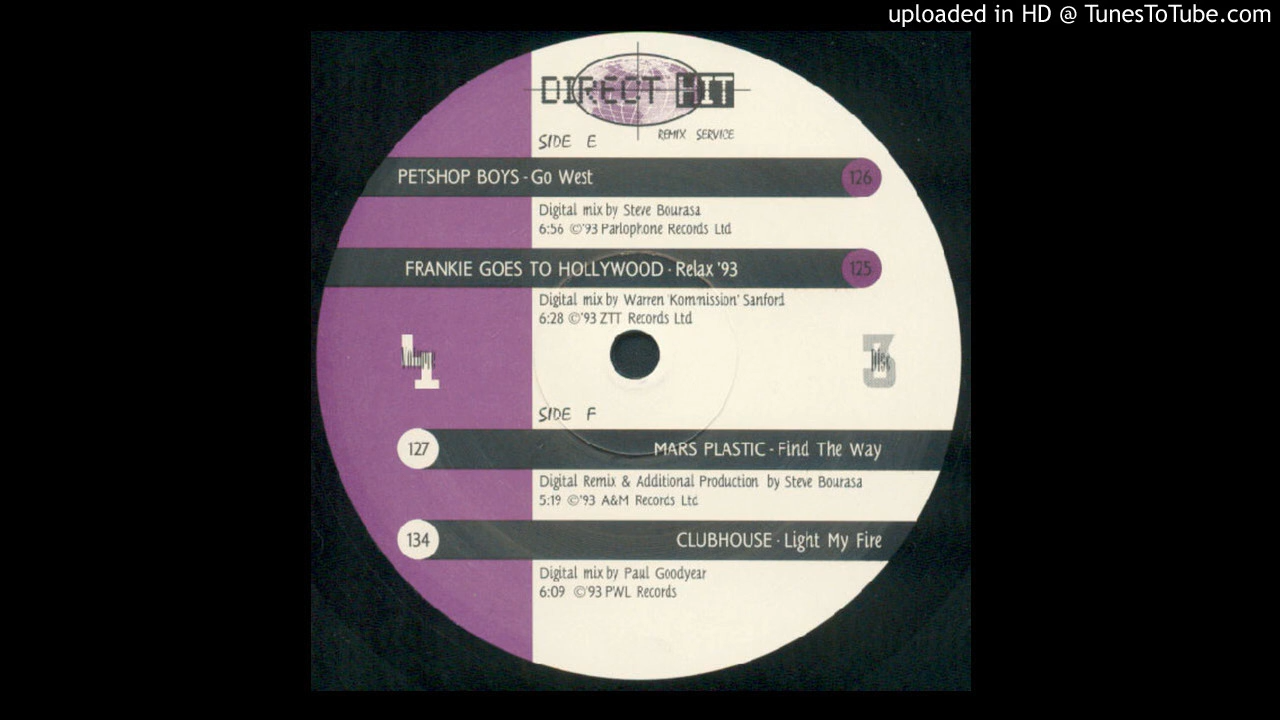 uploaded in HD @ TunesToTube.com
DIRECT HIT
REMIX SERVICE
SIDE E
PETSHOP BOYS - Go West
126
Digital mix by Steve Bourasa
6:56 ©'93 Parlophone Records Ltd
FRANKIE GOES TO HOLLYWOOD · Relax '93
125
Digital mix by Warren 'Kommission' Sanford
6:28 ©'93 ZTT Records Ltd
Volume 1
Disc 3
SIDE F
127
MARS PLASTIC - Find The Way
Digital Remix & Additional Production by Steve Bourasa
5:19 ©'93 A&M Records Ltd
134
CLUBHOUSE · Light My Fire
Digital mix by Paul Goodyear
6:09 ©'93 PWL Records